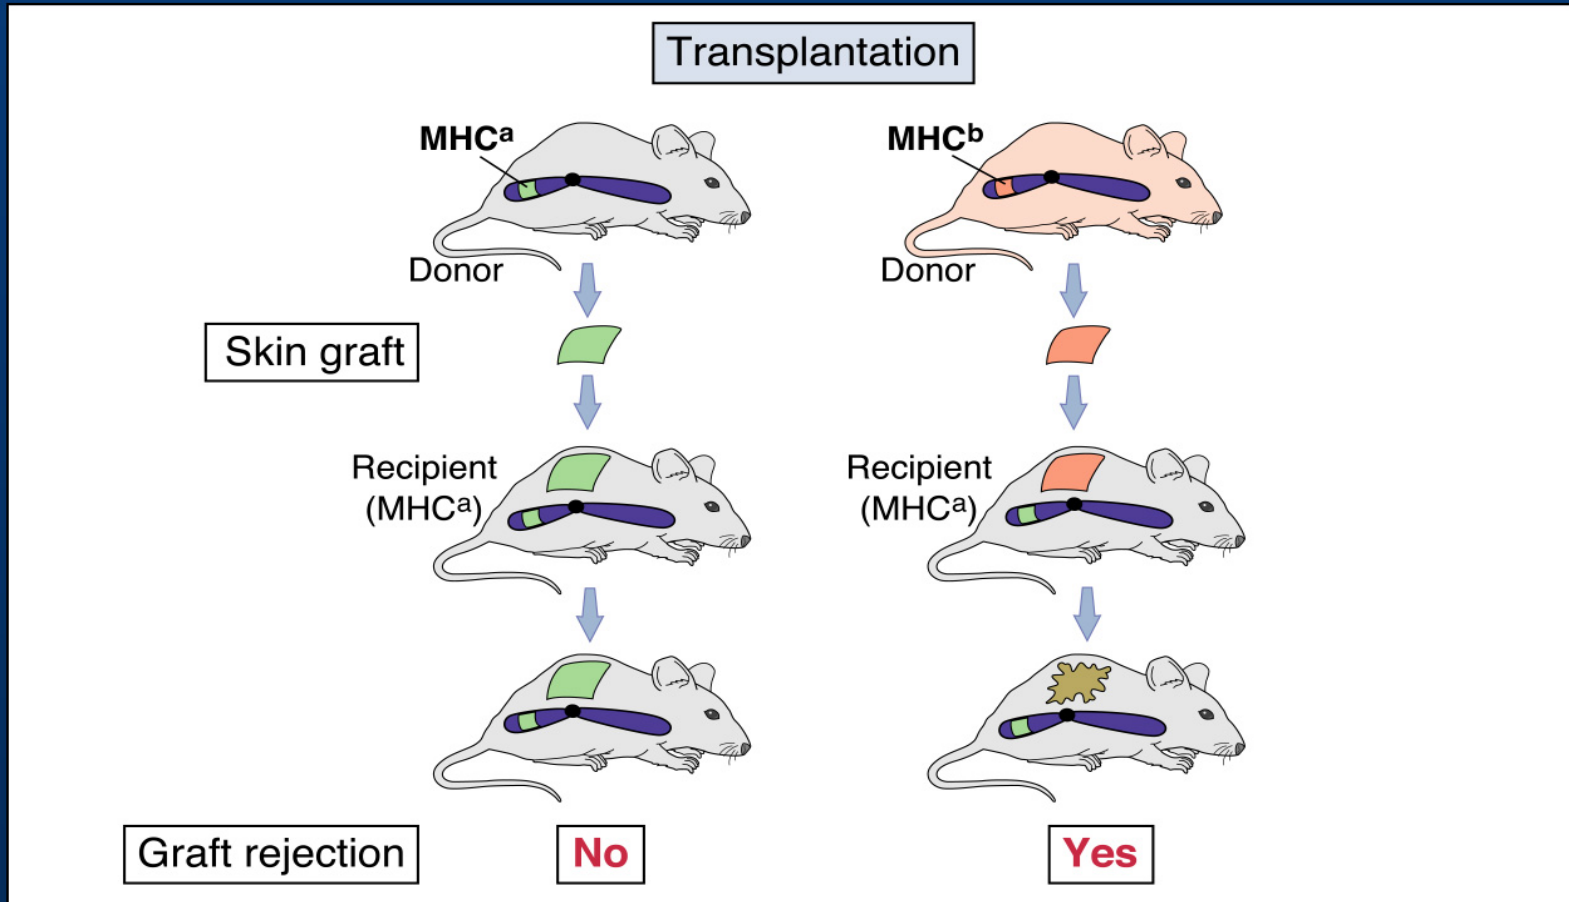 Transplantation
MHCa
MHCb
Donor
Donor
Skin graft
Recipient
(MHCa)
Recipient
(MHCa)
Graft rejection
No
Yes